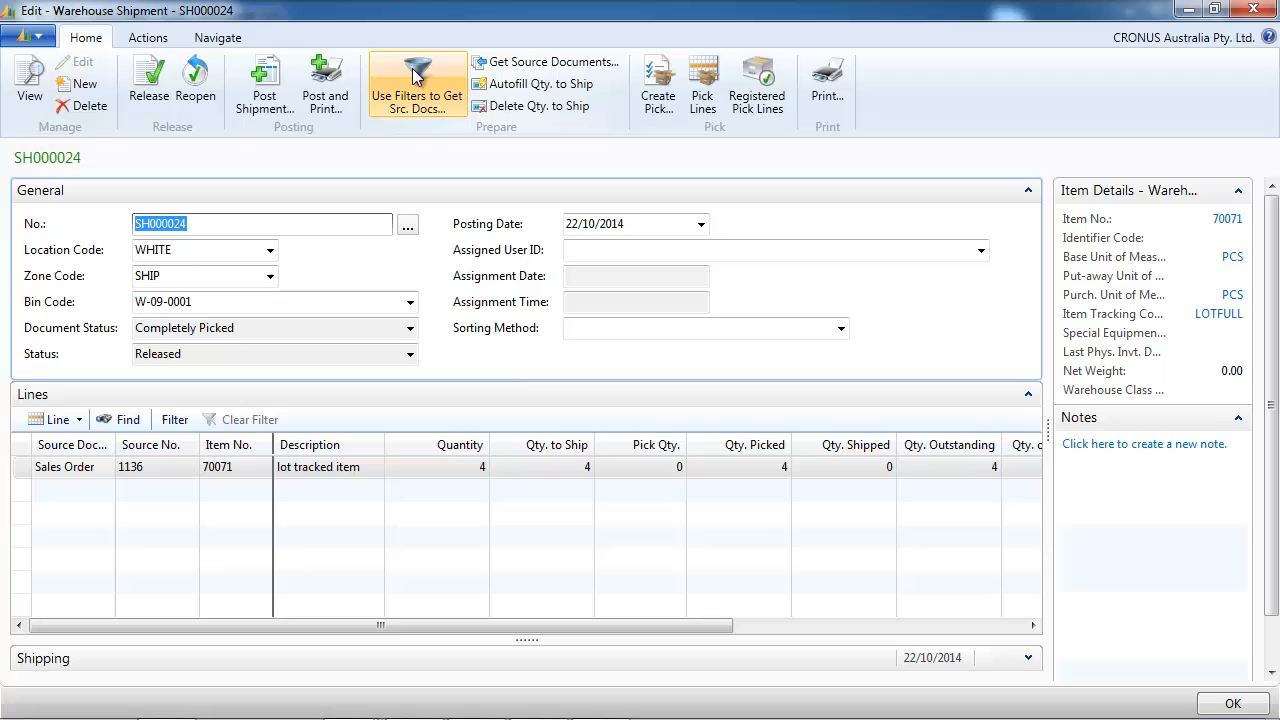 Edit - Warehouse Shipment - SH000024
Home Actions Navigate CRONUS Australia Pty. Ltd.
View
Edit
New
Delete
Manage
Release
Reopen
Release
Post
Shipment...
Post and
Print...
Posting
Use Filters to Get
Src. Docs...
Get Source Documents...
Autofill Qty. to Ship
Delete Qty. to Ship
Prepare
Create
Pick...
Pick
Lines
Registered
Pick Lines
Pick
Print...
Print
SH000024
General
No.: SH000024 ...
Location Code: WHITE
Zone Code: SHIP
Bin Code: W-09-0001
Document Status: Completely Picked
Status: Released
Posting Date: 22/10/2014
Assigned User ID:
Assignment Date:
Assignment Time:
Sorting Method:
Lines
Line Find Filter Clear Filter
Source Doc... Source No. Item No. Description Quantity Qty. to Ship Pick Qty. Qty. Picked Qty. Shipped Qty. Outstanding Qty. c
Sales Order 1136 70071 lot tracked item 4 4 0 4 0 4
Shipping 22/10/2014
Item Details - Wareh...
Item No.: 70071
Identifier Code:
Base Unit of Meas... PCS
Put-away Unit of ...
Purch. Unit of Me... PCS
Item Tracking Co... LOTFULL
Special Equipmen...
Last Phys. Invt. D...
Net Weight: 0.00
Warehouse Class ...
Notes
Click here to create a new note.
OK